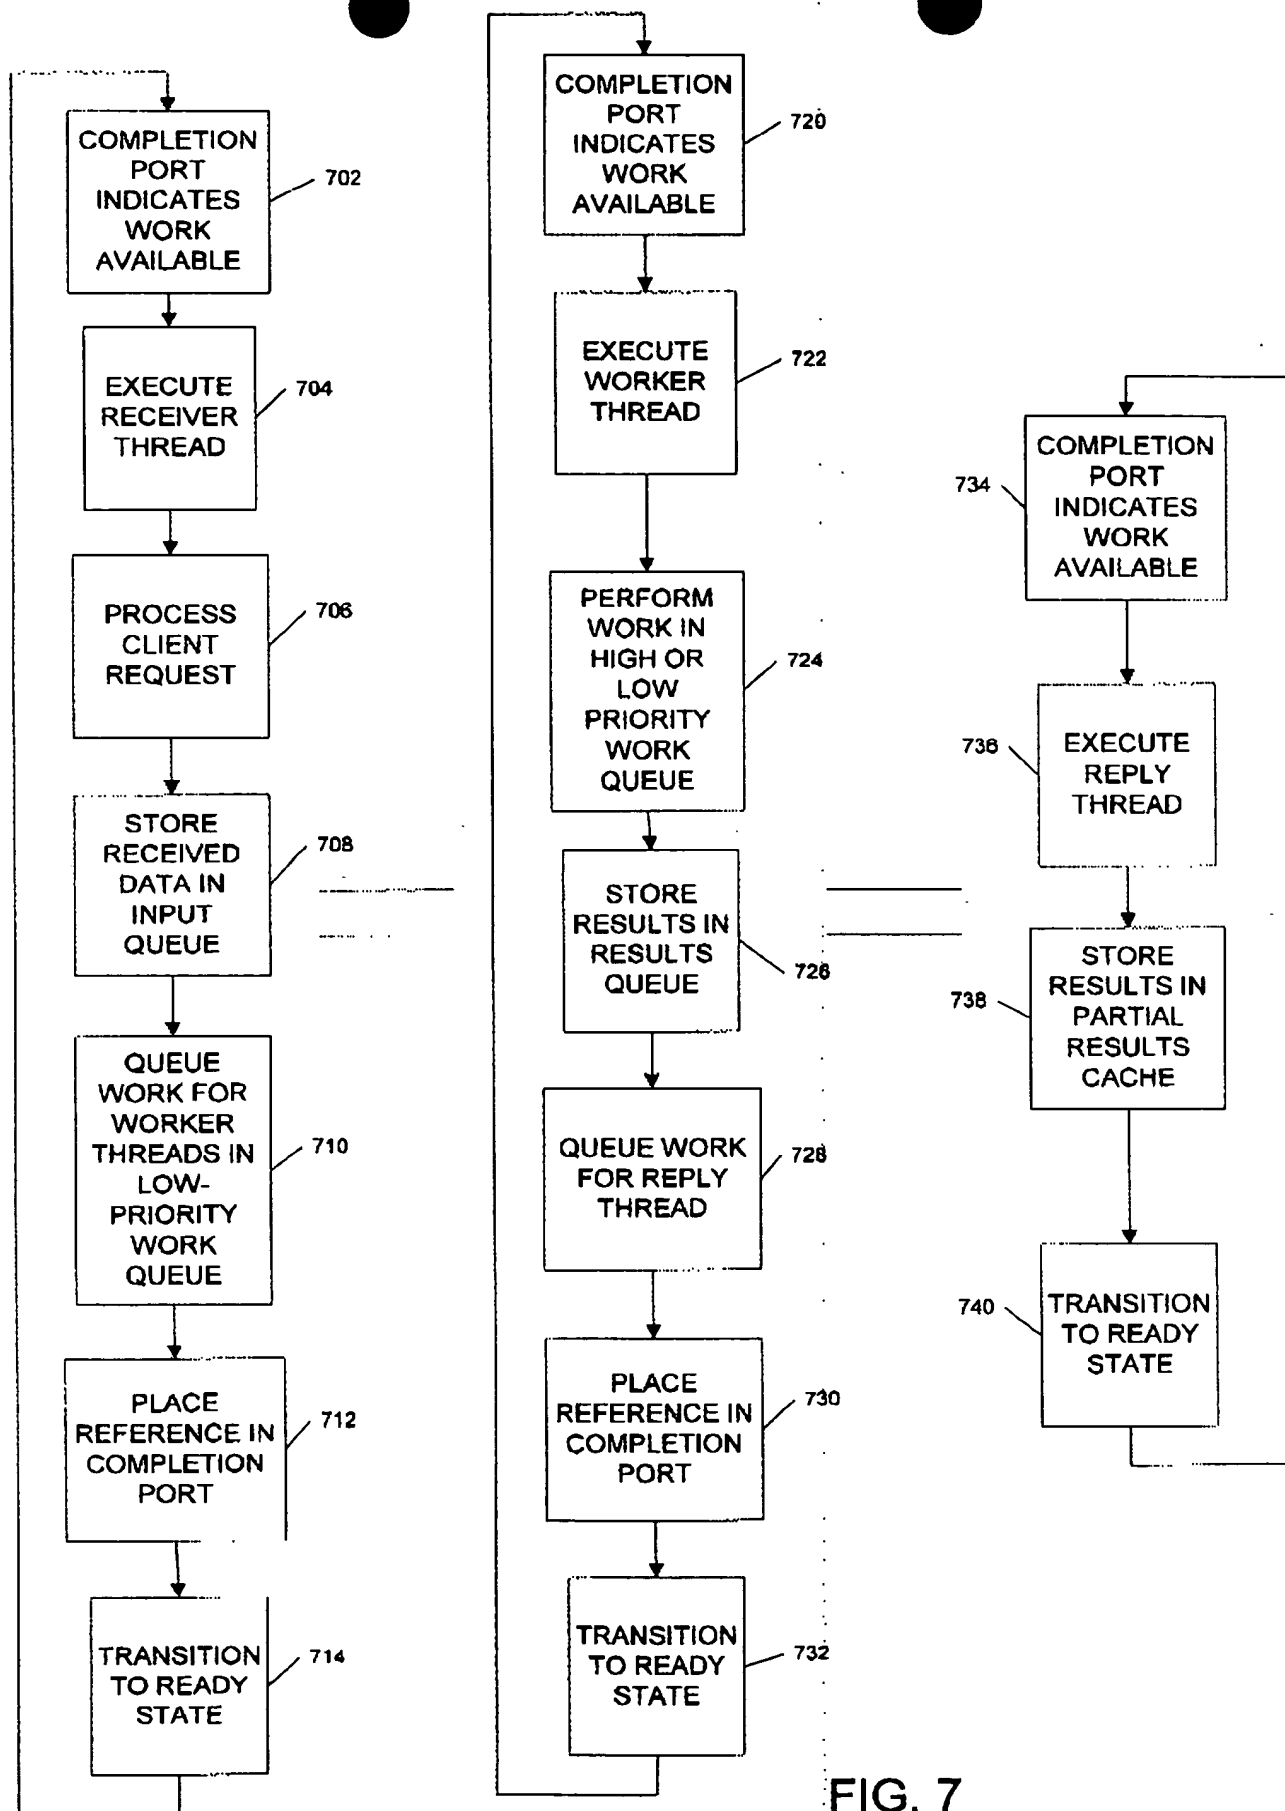 COMPLETION
PORT
INDICATES
WORK
AVAILABLE
702
EXECUTE
RECEIVER
THREAD
704
PROCESS
CLIENT
REQUEST
706
STORE
RECEIVED
DATA IN
INPUT
QUEUE
708
QUEUE
WORK FOR
WORKER
THREADS IN
LOW-
PRIORITY
WORK
QUEUE
710
PLACE
REFERENCE IN
COMPLETION
PORT
712
TRANSITION
TO READY
STATE
714
COMPLETION
PORT
INDICATES
WORK
AVAILABLE
720
EXECUTE
WORKER
THREAD
722
PERFORM
WORK IN
HIGH OR
LOW
PRIORITY
WORK
QUEUE
724
STORE
RESULTS IN
RESULTS
QUEUE
726
QUEUE WORK
FOR REPLY
THREAD
728
PLACE
REFERENCE IN
COMPLETION
PORT
730
TRANSITION
TO READY
STATE
732
734
COMPLETION
PORT
INDICATES
WORK
AVAILABLE
736
EXECUTE
REPLY
THREAD
738
STORE
RESULTS IN
PARTIAL
RESULTS
CACHE
740
TRANSITION
TO READY
STATE
FIG. 7